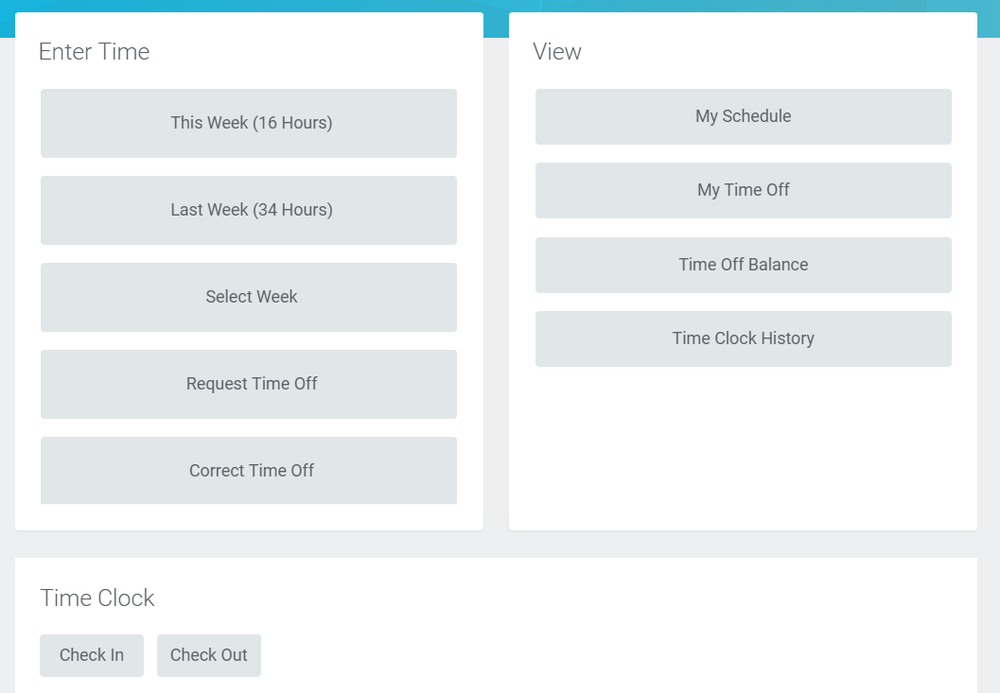 Enter Time
This Week (16 Hours)
Last Week (34 Hours)
Select Week
Request Time Off
Correct Time Off
View
My Schedule
My Time Off
Time Off Balance
Time Clock History
Time Clock
Check In
Check Out